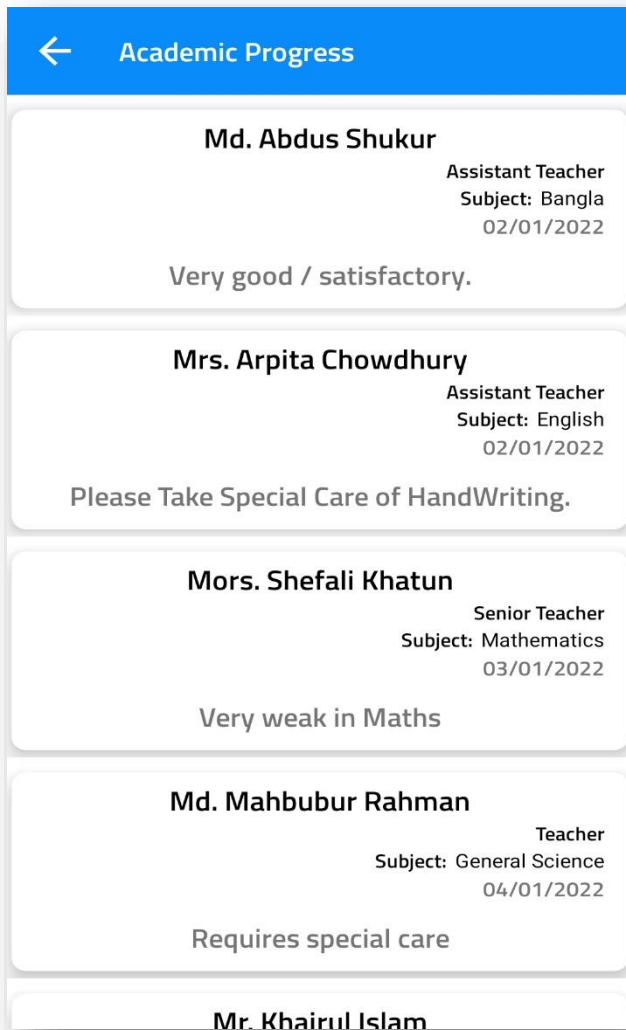 Academic Progress
Md. Abdus Shukur
Assistant Teacher
Subject: Bangla
02/01/2022
Very good / satisfactory.
Mrs. Arpita Chowdhury
Assistant Teacher
Subject: English
02/01/2022
Please Take Special Care of HandWriting.
Mors. Shefali Khatun
Senior Teacher
Subject: Mathematics
03/01/2022
Very weak in Maths
Md. Mahbubur Rahman
Teacher
Subject: General Science
04/01/2022
Requires special care
Mr. Khairul Islam